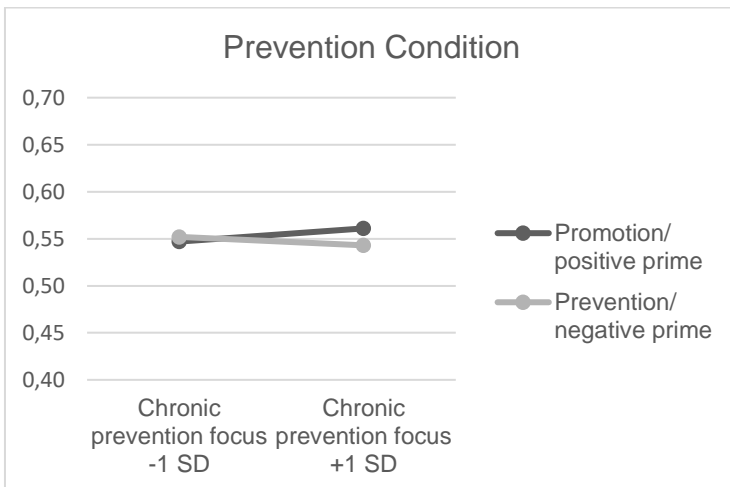 Prevention Condition
0,70
0,65
0,60
0,55
0,50
0,45
0,40
Chronic
prevention focus
-1 SD
Chronic
prevention focus
+1 SD
Promotion/
positive prime
Prevention/
negative prime